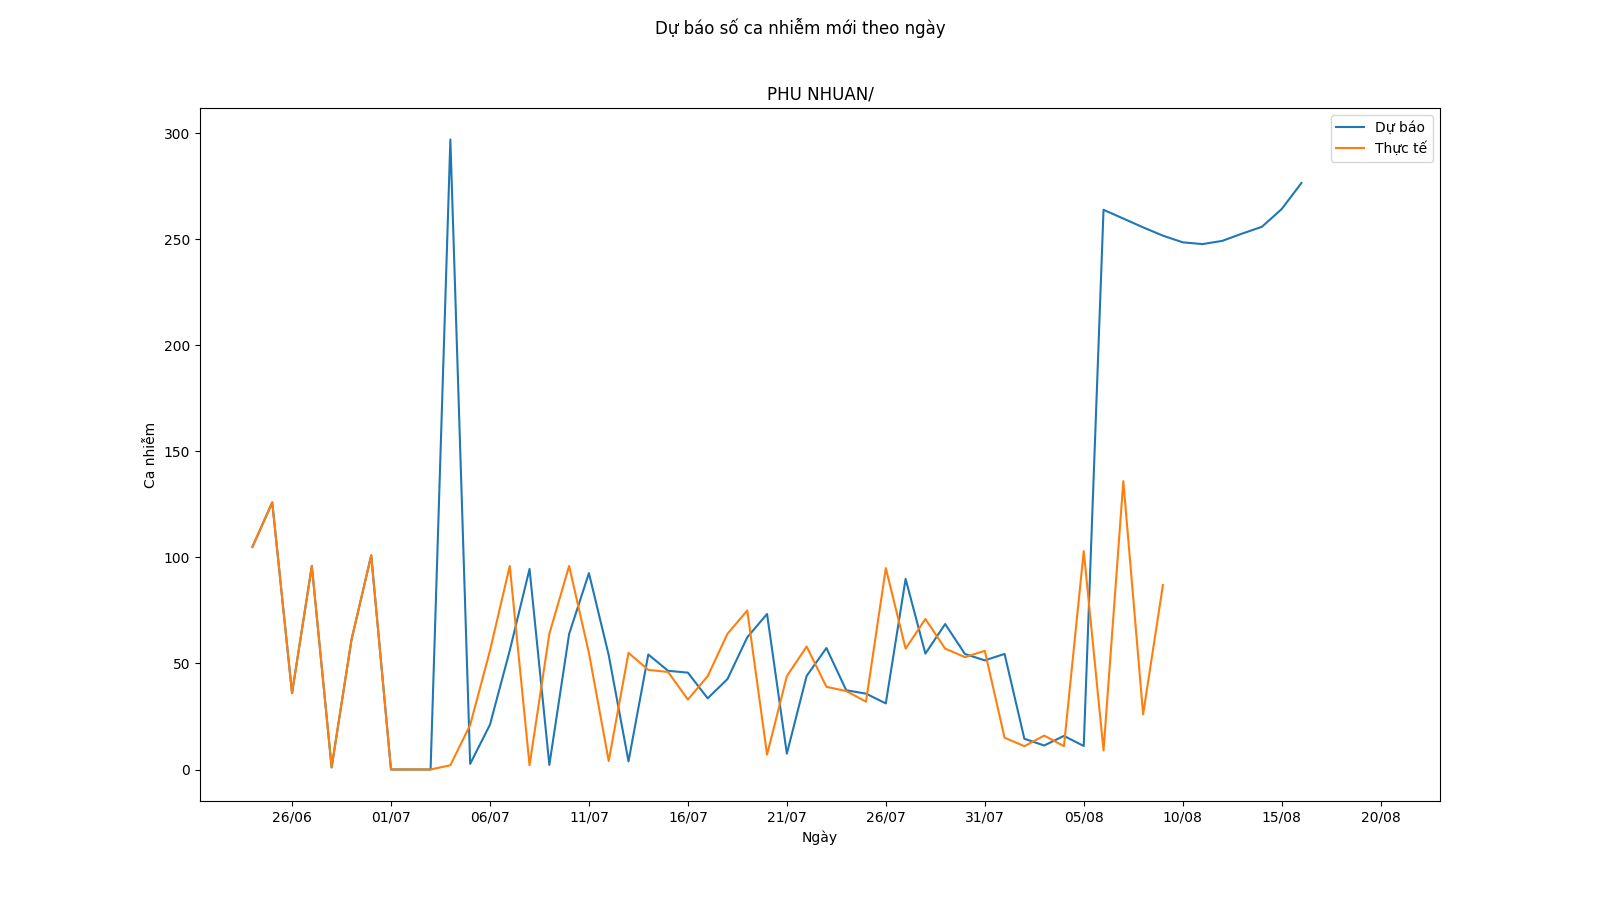 Dự báo số ca nhiễm mới theo ngày
PHU NHUAN/
Dự báo
Thực tế
300
250
200
150
100
50
0
Ca nhiễm
26/06 01/07 06/07 11/07 16/07 21/07 26/07 31/07 05/08 10/08 15/08 20/08
Ngày